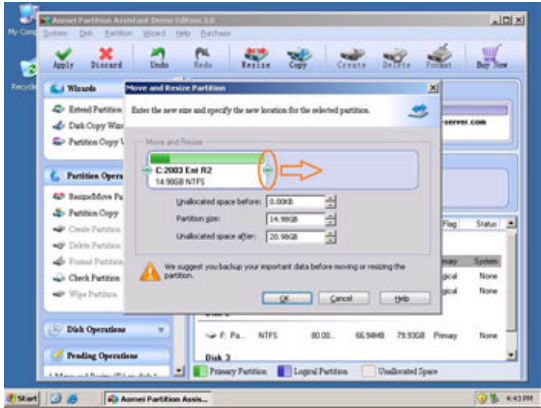 My Comp
Recycle
Aomei Partition Assistant Demo Edition 3.0
System Disk Partition Wizard Help Purchase
Apply Discard Undo Redo Resize Copy Create Delete Format Buy Now
Wizards
Extend Partition
Disk Copy Wiz
Partition Copy
Partition Opera
Resize/Move Pa
Partition Copy
Create Partition
Delete Partition
Format Partition
Check Partition
Wipe Partition
Disk Operations
Pending Operations
Move and Resize Partition
Enter the new size and specify the new location for the selected partition.
Move and Resize
C:2003 Ent R2
14.98GB NTFS
Unallocated space before: 0.00KB
Partition size: 14.98GB
Unallocated space after: 20.98GB
We suggest you backup your important data before moving or resizing the
partition.
OK Cancel Help
-server.com
Flag Status
mary System
gical None
gical None
F: Pa... NTFS 80.00... 66.94MB 79.93GB Primary None
Disk 3
Primary Partition Logical Partition Unallocated Space
Start Aomei Partition Assis... 4:43 PM